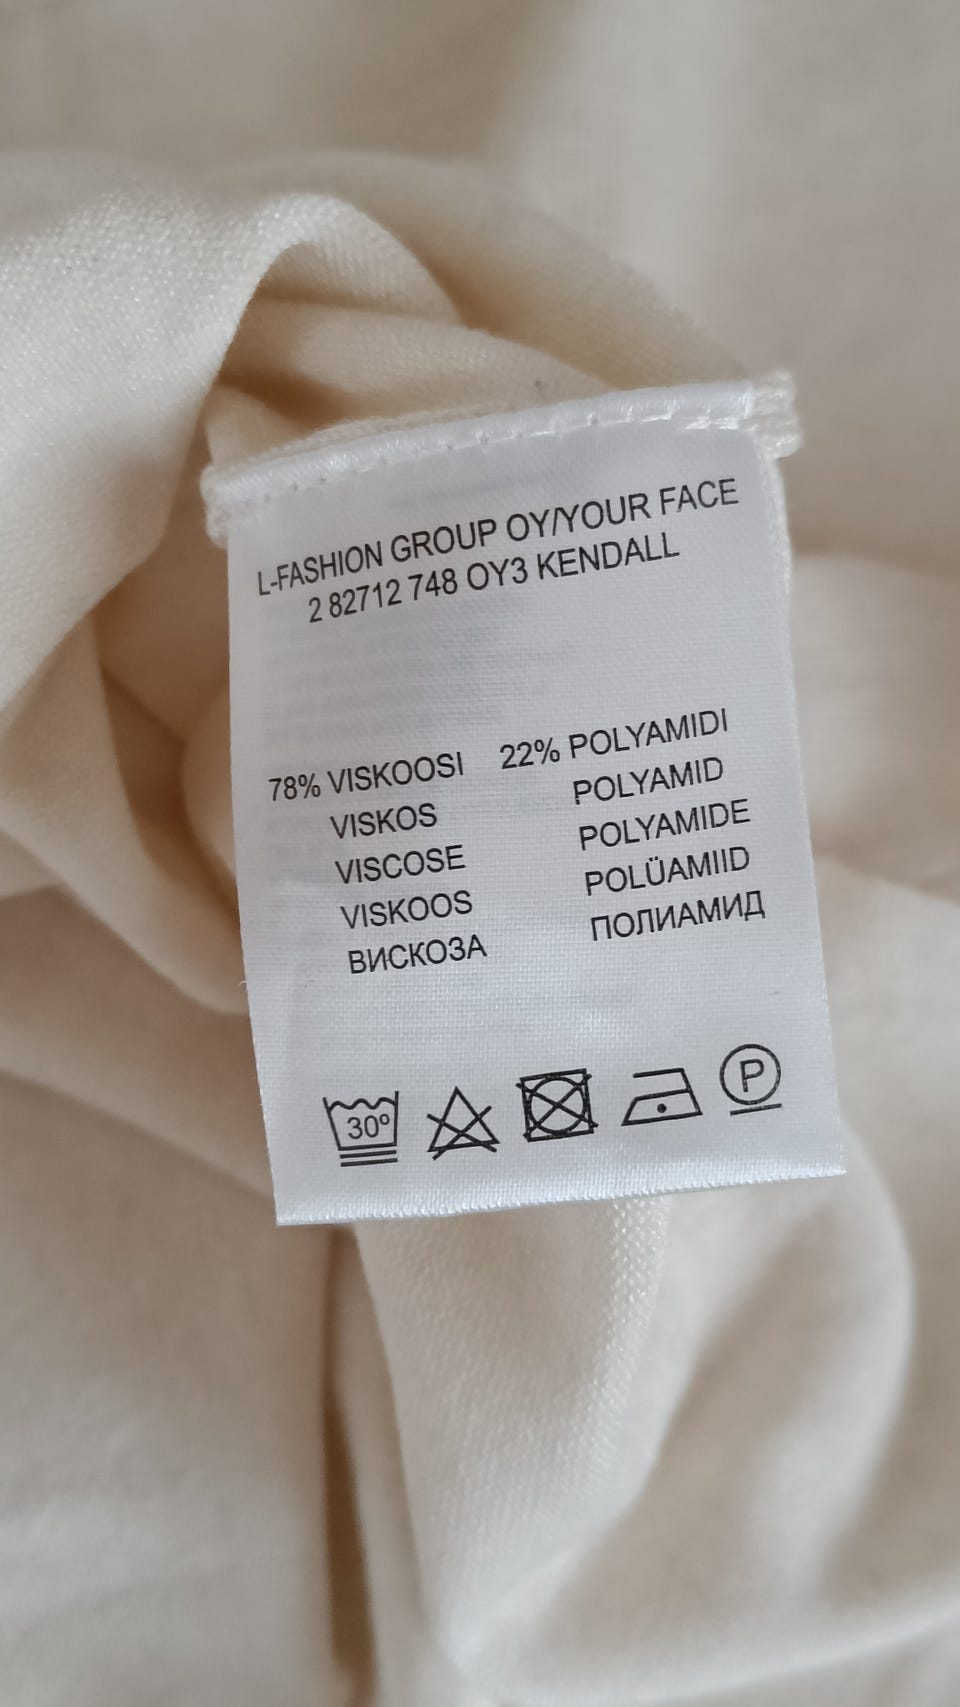 L-FASHION GROUP OY/YOUR FACE
2 82712 748 OY3 KENDALL
78% VISKOOSI 22% POLYAMIDI
VISKOS POLYAMID
VISCOSE POLYAMIDE
VISKOOS POLÜAMIID
ВИСКОЗА ПОЛИАМИД
30º P